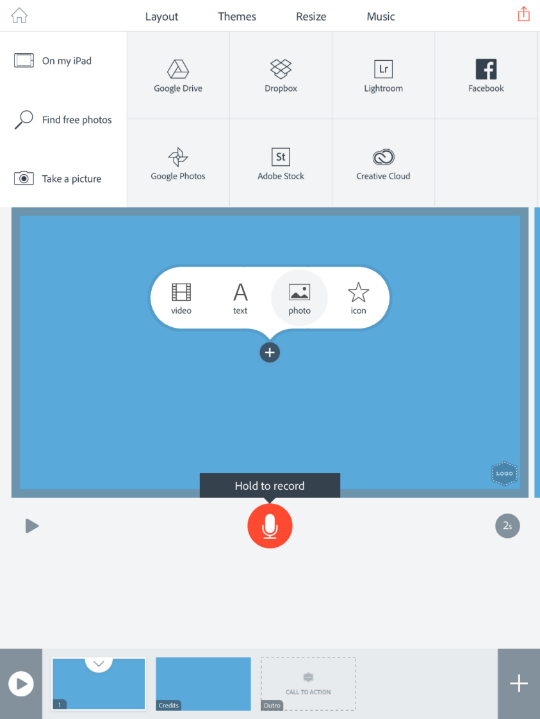 Layout
Themes
Resize
Music
On my iPad
Find free photos
Take a picture
Google Drive
Dropbox
Lr
Lightroom
Facebook
Google Photos
St
Adobe Stock
Creative Cloud
video
A
text
photo
icon
LOGO
Hold to record
2s
1
Credits
CALL TO ACTION
Outro